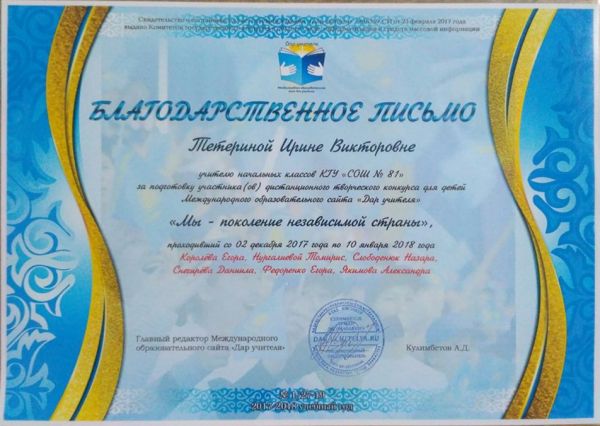 БЛАГОДАРСТВЕННОЕ ПИСЬМО
Тетериной Ирине Викторовне
учителю начальных классов КГУ «СОШ № 81»
за подготовку участника(ов) дистанционного творческого конкурса для детей
Международного образовательного сайта «Дар учителя»
«Мы - поколение независимой страны»,
проходивший со 02 декабря 2017 года по 10 января 2018 года
Королёва Егора, Нургалиевой Томирис, Слободенюк Назара,
Снегирёва Даниила, Федоренко Егора, Якимова Александра
Главный редактор Международного
образовательного сайта «Дар учителя»
Кулимбетов А.Д.
2017-2018 учебный год